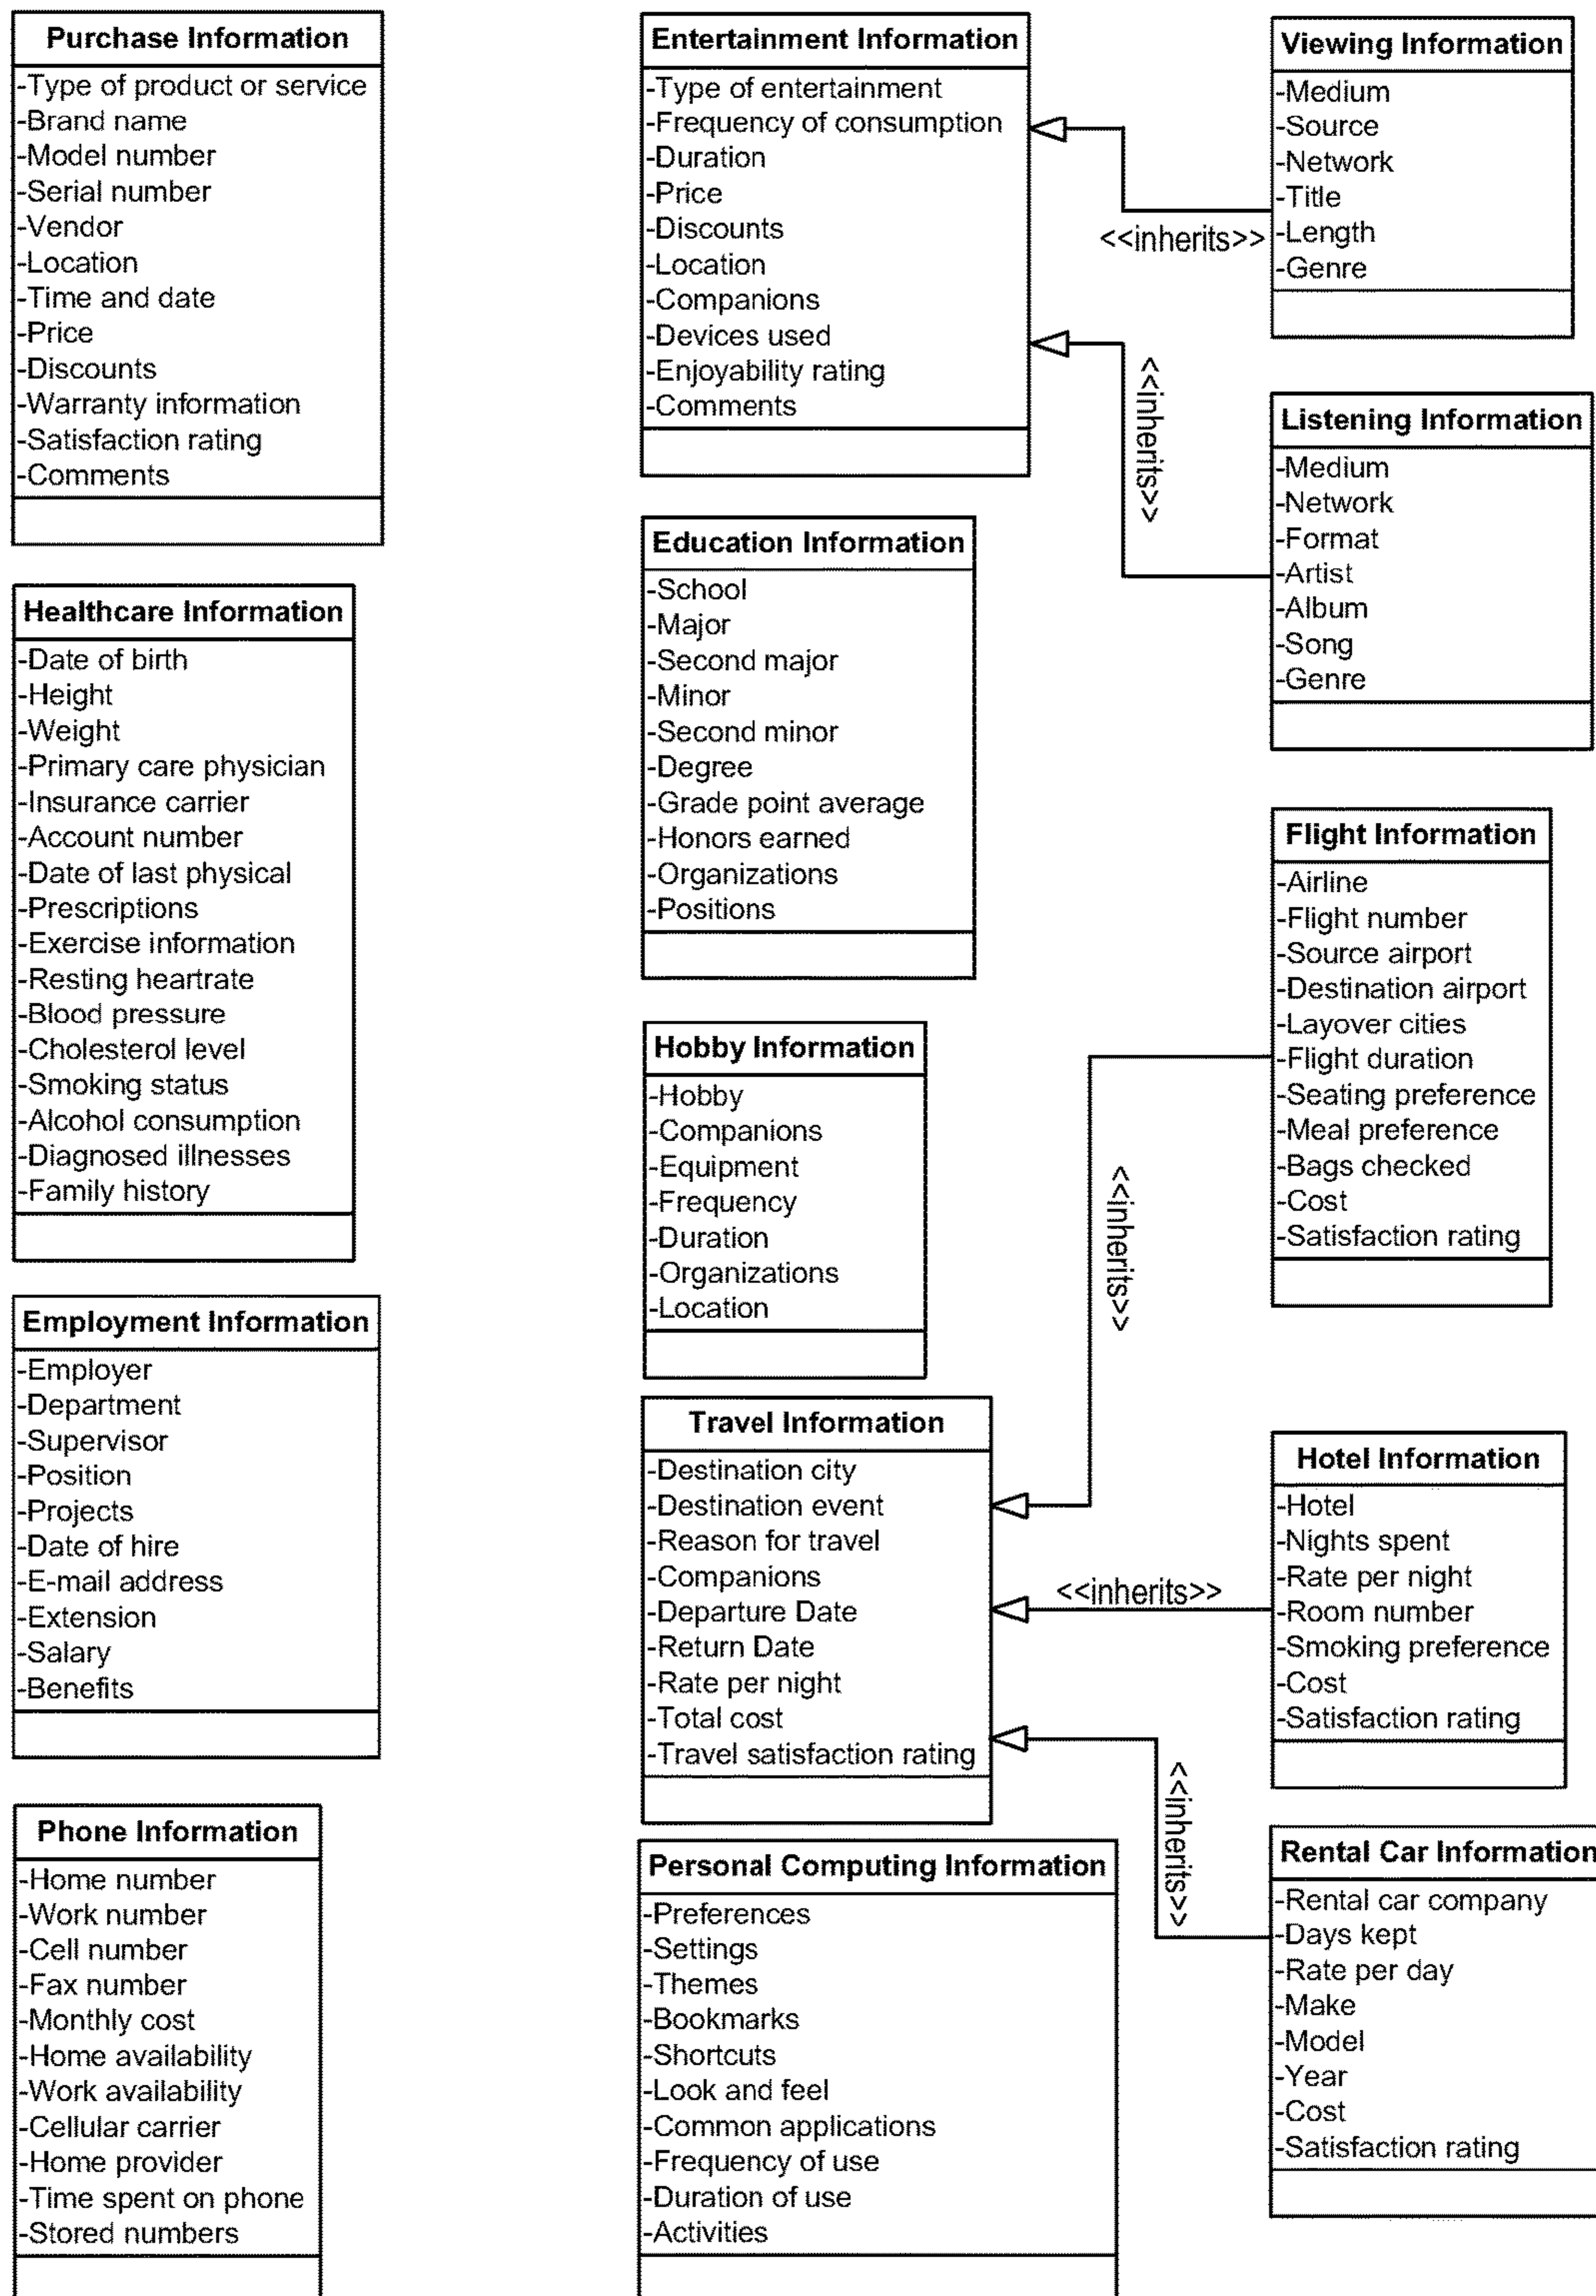 Purchase Information
-Type of product or service
-Brand name
-Model number
-Serial number
-Vendor
-Location
-Time and date
-Price
-Discounts
-Warranty information
-Satisfaction rating
-Comments
Healthcare Information
-Date of birth
-Height
-Weight
-Primary care physician
-Insurance carrier
-Account number
-Date of last physical
-Prescriptions
-Exercise information
-Resting heartrate
-Blood pressure
-Cholesterol level
-Smoking status
-Alcohol consumption
-Diagnosed illnesses
-Family history
Employment Information
-Employer
-Department
-Supervisor
-Position
-Projects
-Date of hire
-E-mail address
-Extension
-Salary
-Benefits
Phone Information
-Home number
-Work number
-Cell number
-Fax number
-Monthly cost
-Home availability
-Work availability
-Cellular carrier
-Home provider
-Time spent on phone
-Stored numbers
Entertainment Information
-Type of entertainment
-Frequency of consumption
-Duration
-Price
-Discounts
-Location
-Companions
-Devices used
-Enjoyability rating
-Comments
Education Information
-School
-Major
-Second major
-Minor
-Second minor
-Degree
-Grade point average
-Honors earned
-Organizations
-Positions
Hobby Information
-Hobby
-Companions
-Equipment
-Frequency
-Duration
-Organizations
-Location
Travel Information
-Destination city
-Destination event
-Reason for travel
-Companions
-Departure Date
-Return Date
-Rate per night
-Total cost
-Travel satisfaction rating
Personal Computing Information
-Preferences
-Settings
-Themes
-Bookmarks
-Shortcuts
-Look and feel
-Common applications
-Frequency of use
-Duration of use
-Activities
<<inherits>>
<<inherits>>
<<inherits>>
<<inherits>>
<<inherits>>
Viewing Information
-Medium
-Source
-Network
-Title
-Length
-Genre
Listening Information
-Medium
-Network
-Format
-Artist
-Album
-Song
-Genre
Flight Information
-Airline
-Flight number
-Source airport
-Destination airport
-Layover cities
-Flight duration
-Seating preference
-Meal preference
-Bags checked
-Cost
-Satisfaction rating
Hotel Information
-Hotel
-Nights spent
-Rate per night
-Room number
-Smoking preference
-Cost
-Satisfaction rating
Rental Car Information
-Rental car company
-Days kept
-Rate per day
-Make
-Model
-Year
-Cost
-Satisfaction rating